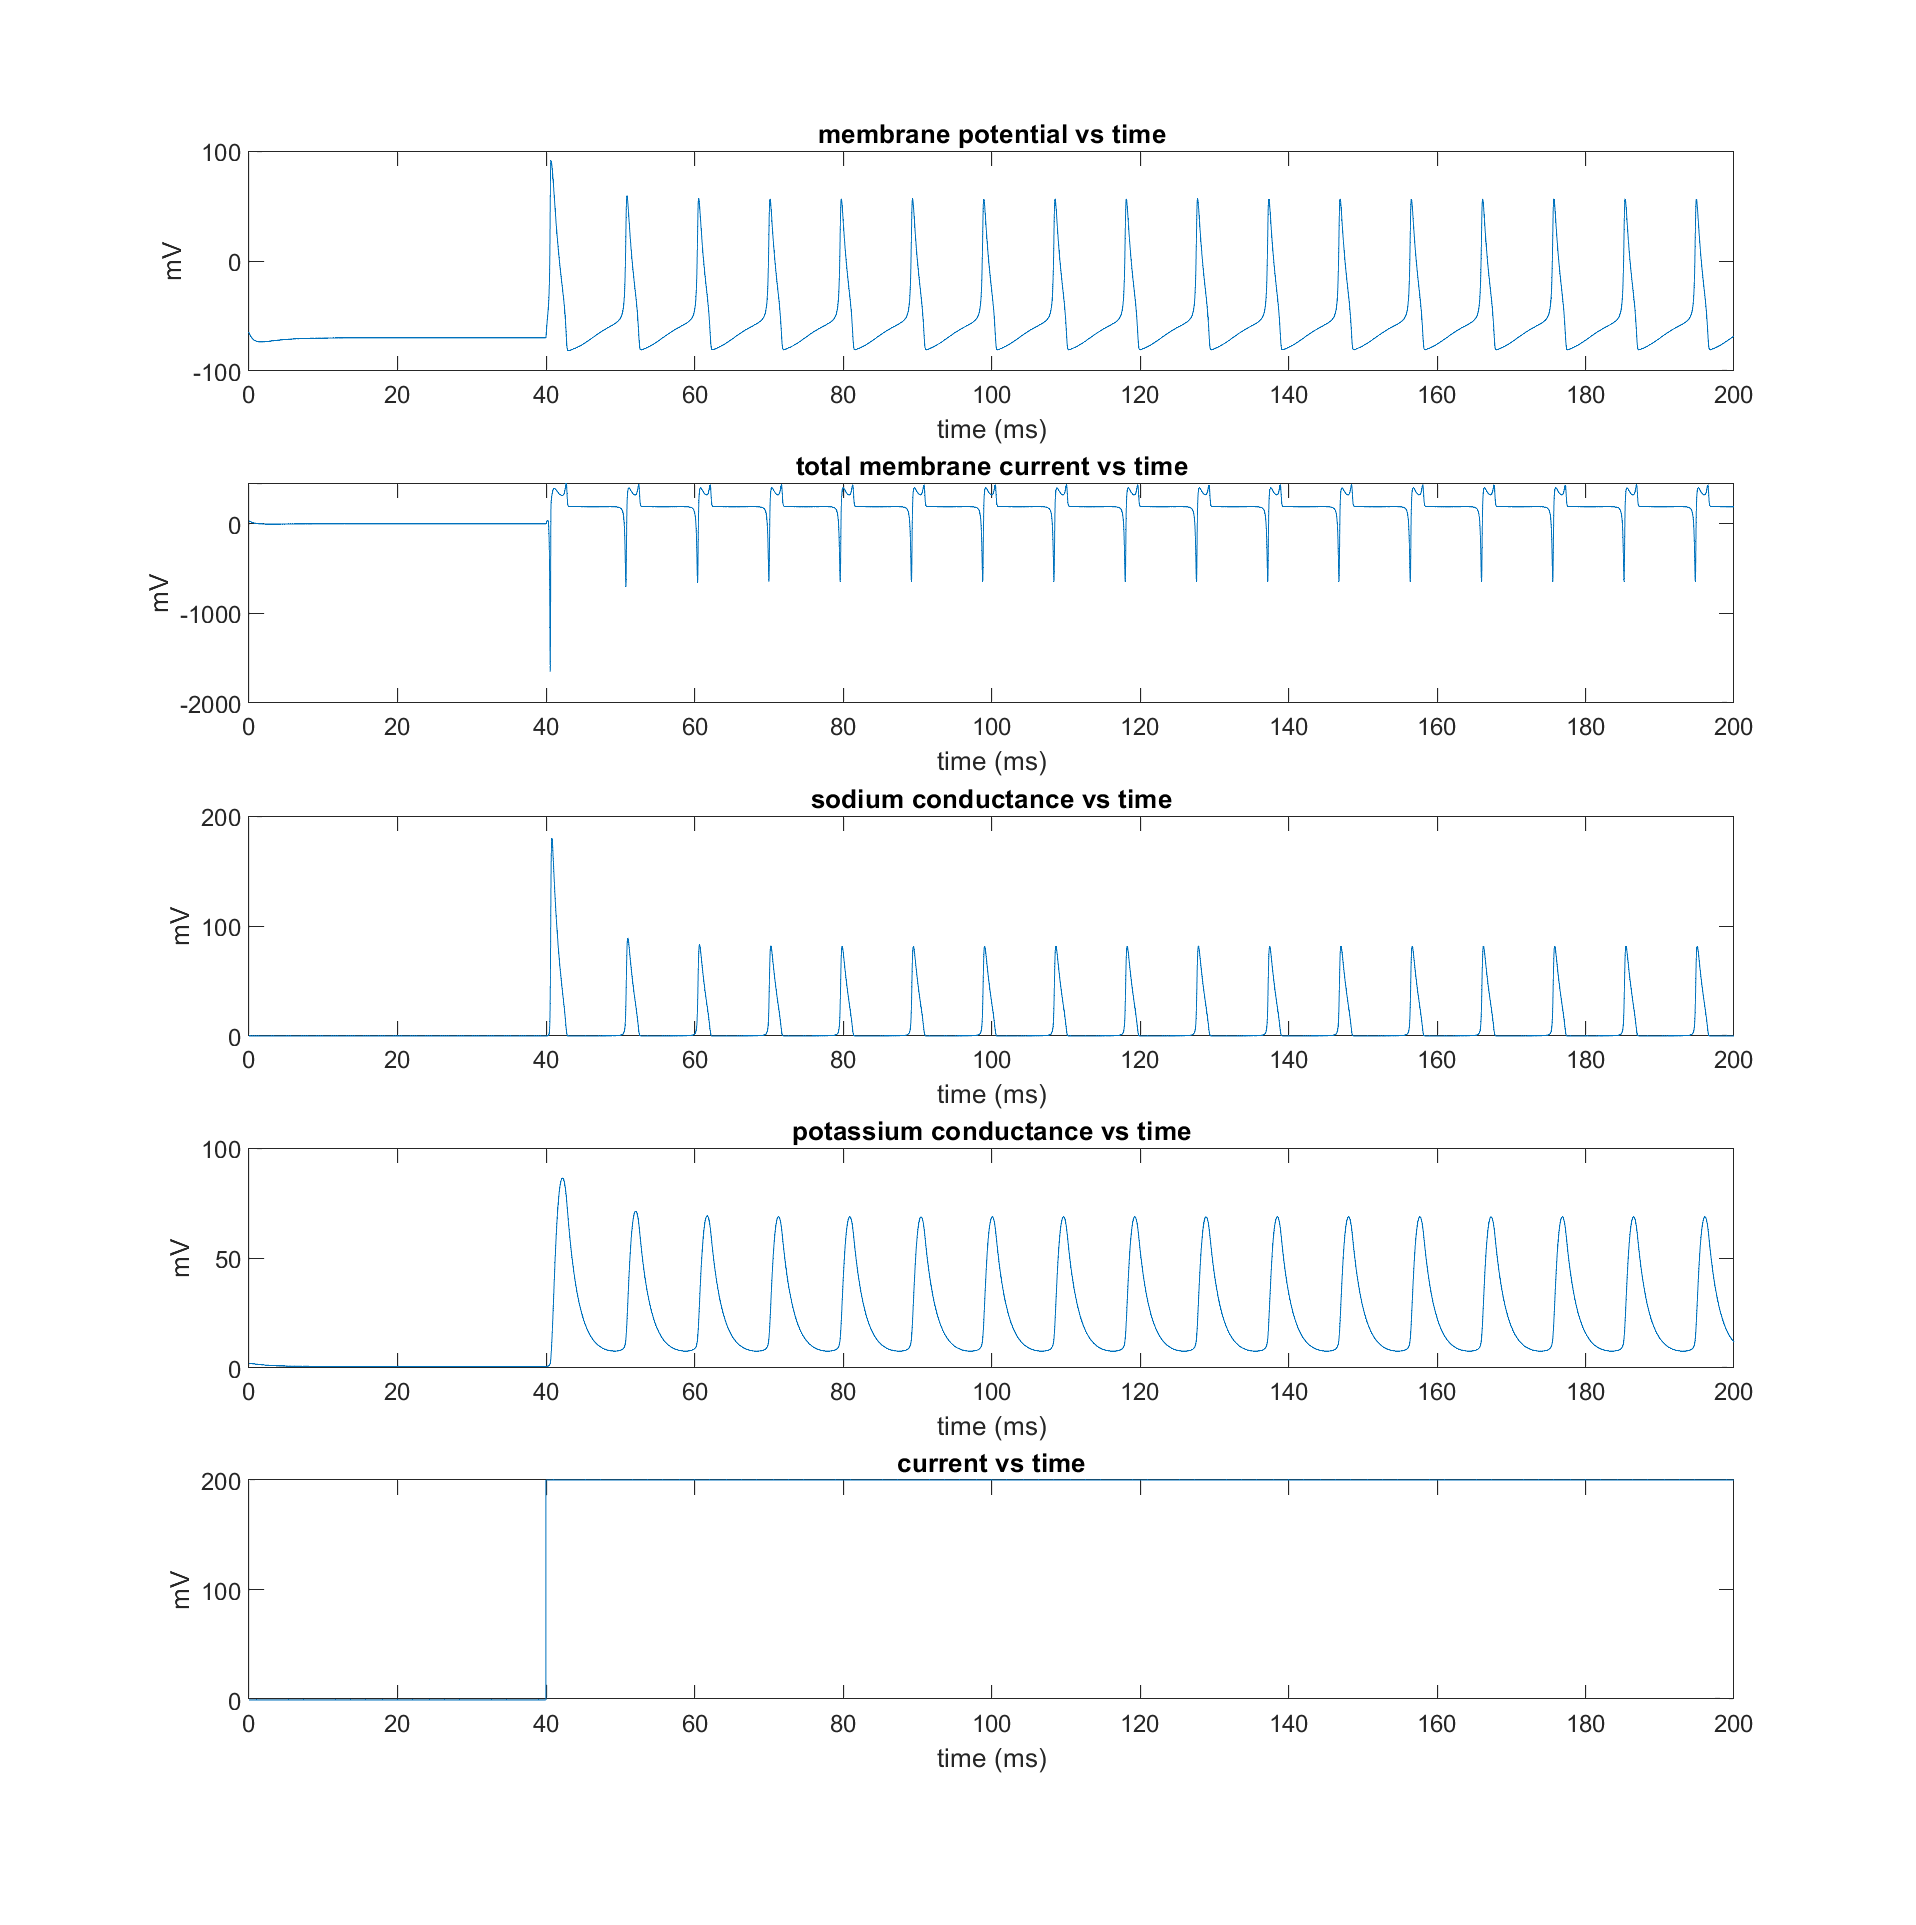 membrane potential vs time
100
0
-100
mV
0 20 40 60 80 100 120 140 160 180 200
time (ms)
total membrane current vs time
0
-1000
-2000
mV
0 20 40 60 80 100 120 140 160 180 200
time (ms)
sodium conductance vs time
200
100
0
mV
0 20 40 60 80 100 120 140 160 180 200
time (ms)
potassium conductance vs time
100
50
0
mV
0 20 40 60 80 100 120 140 160 180 200
time (ms)
current vs time
200
100
0
mV
0 20 40 60 80 100 120 140 160 180 200
time (ms)